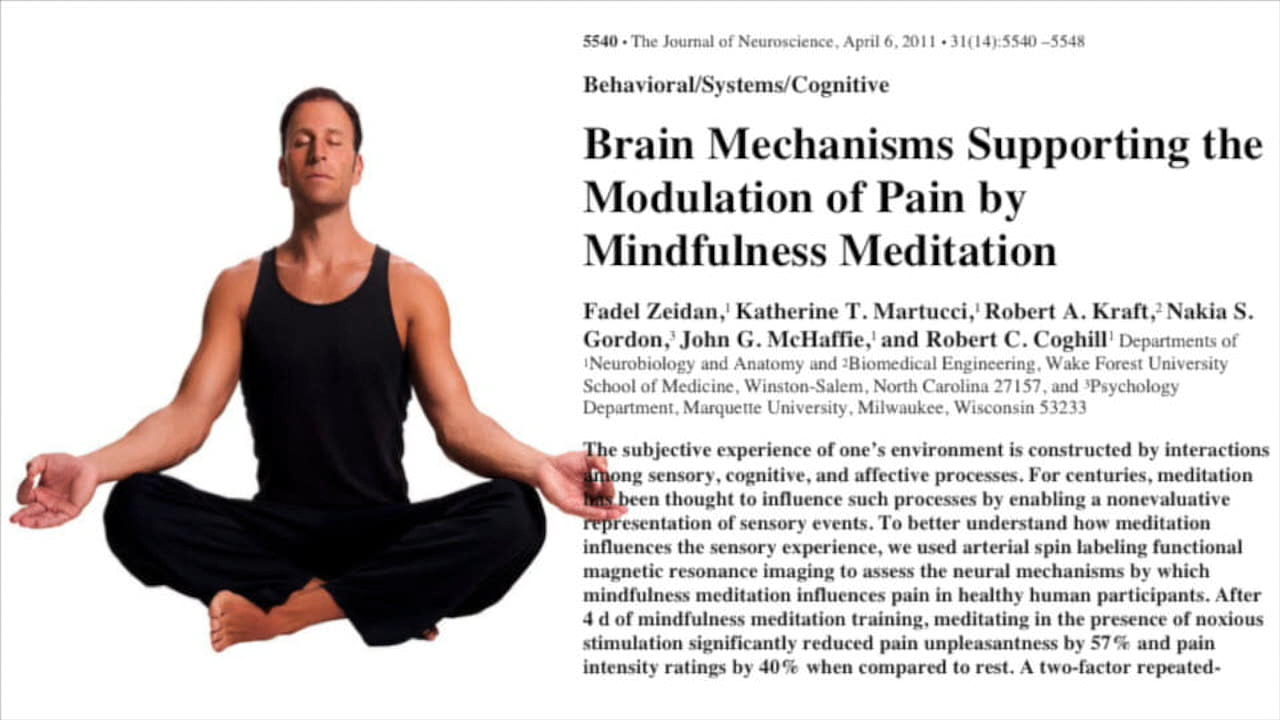 5540 • The Journal of Neuroscience, April 6, 2011 • 31(14):5540 –5548
Behavioral/Systems/Cognitive
Brain Mechanisms Supporting the
Modulation of Pain by
Mindfulness Meditation
Fadel Zeidan,¹ Katherine T. Martucci,¹ Robert A. Kraft,² Nakia S.
Gordon,³ John G. McHaffie,¹ and Robert C. Coghill¹ Departments of
¹Neurobiology and Anatomy and ²Biomedical Engineering, Wake Forest University
School of Medicine, Winston-Salem, North Carolina 27157, and ³Psychology
Department, Marquette University, Milwaukee, Wisconsin 53233
The subjective experience of one's environment is constructed by interactions
among sensory, cognitive, and affective processes. For centuries, meditation
has been thought to influence such processes by enabling a nonevaluative
representation of sensory events. To better understand how meditation
influences the sensory experience, we used arterial spin labeling functional
magnetic resonance imaging to assess the neural mechanisms by which
mindfulness meditation influences pain in healthy human participants. After
4 d of mindfulness meditation training, meditating in the presence of noxious
stimulation significantly reduced pain unpleasantness by 57% and pain
intensity ratings by 40% when compared to rest. A two-factor repeated-